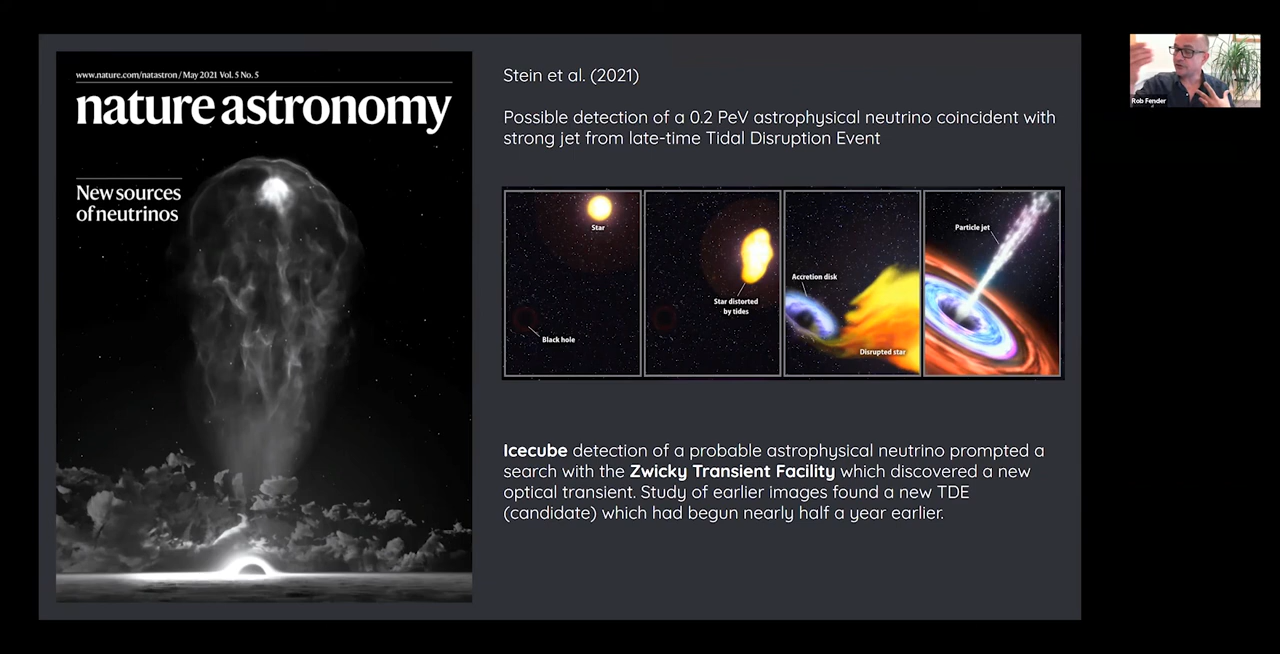 www.nature.com/natastron / May 2021 Vol. 5 No. 5
nature astronomy
New sources
of neutrinos
Stein et al. (2021)
Possible detection of a 0.2 PeV astrophysical neutrino coincident with
strong jet from late-time Tidal Disruption Event
Star
Black hole
Star distorted
by tides
Accretion disk
Disrupted star
Particle jet
Icecube detection of a probable astrophysical neutrino prompted a
search with the Zwicky Transient Facility which discovered a new
optical transient. Study of earlier images found a new TDE
(candidate) which had begun nearly half a year earlier.
Rob Fender